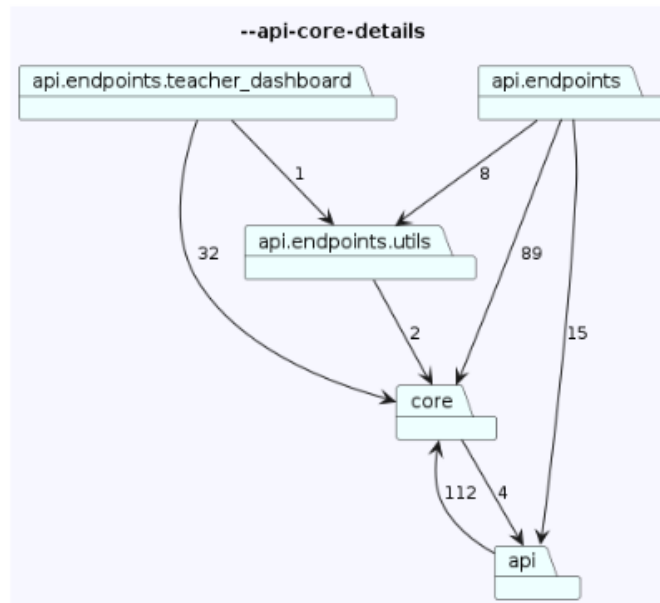 --api-core-details
api.endpoints.teacher_dashboard
api.endpoints
1
8
api.endpoints.utils
32
89
2
15
core
112
4
api